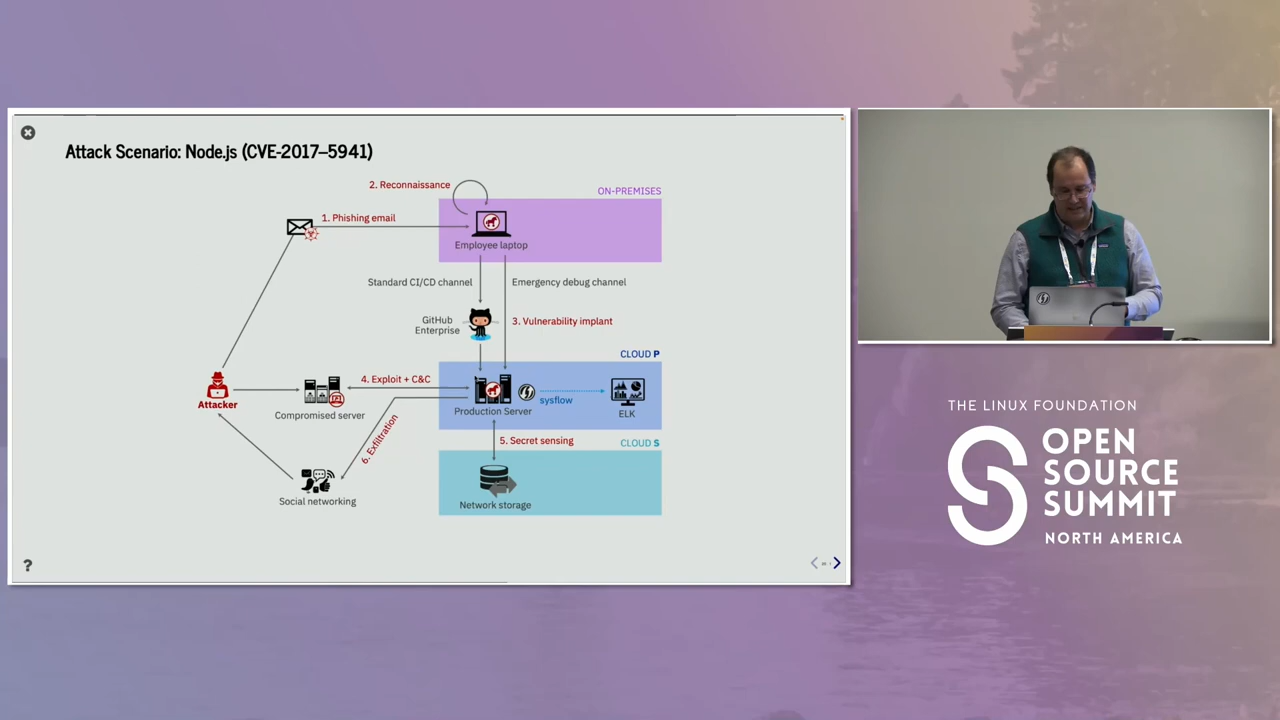 Attack Scenario: Node.js (CVE-2017–5941)
2. Reconnaissance
ON-PREMISES
1. Phishing email
Employee laptop
Standard CI/CD channel
Emergency debug channel
GitHub
Enterprise
3. Vulnerability implant
CLOUD P
4. Exploit + C&C
Attacker
Compromised server
Production Server
sysflow
ELK
6. Exfiltration
5. Secret sensing
CLOUD S
Social networking
Network storage
?
THE LINUX FOUNDATION
OPEN
SOURCE
SUMMIT
NORTH AMERICA